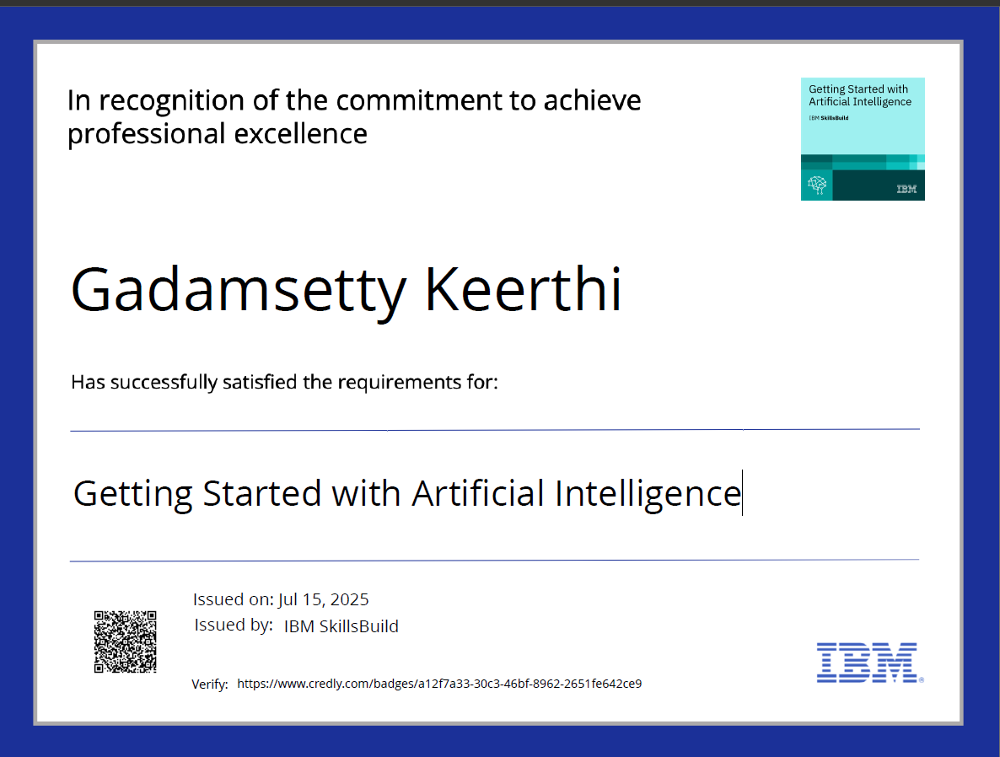 In recognition of the commitment to achieve
professional excellence
Getting Started with
Artificial Intelligence
IBM SkillsBuild
IBM
Gadamsetty Keerthi
Has successfully satisfied the requirements for:
Getting Started with Artificial Intelligence
Issued on: Jul 15, 2025
Issued by: IBM SkillsBuild
IBM®
Verify: https://www.credly.com/badges/a12f7a33-30c3-46bf-8962-2651fe642ce9